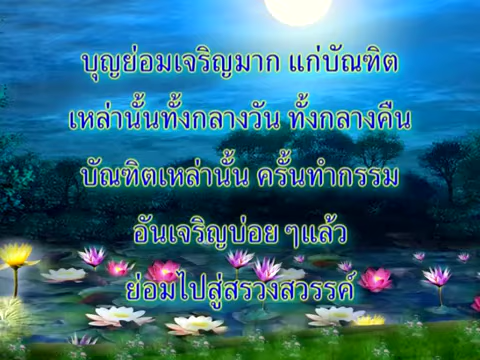 บุญย่อมเจริญมาก แก่บัณฑิต
เหล่านั้นทั้งกลางวัน ทั้งกลางคืน
บัณฑิตเหล่านั้น ครั้นทำกรรม
อันเจริญบ่อย ๆแล้ว
ย่อมไปสู่สรวงสวรรค์